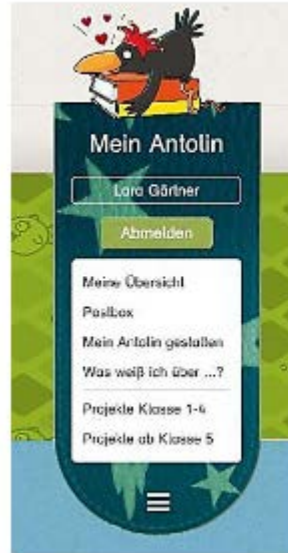 Mein Antolin
Lara Gärtner
Abmelden
Meine Übersicht
Postbox
Mein Antolin gestalten
Was weiß ich über ...?
Projekte Klasse 1-4
Projekte ab Klasse 5